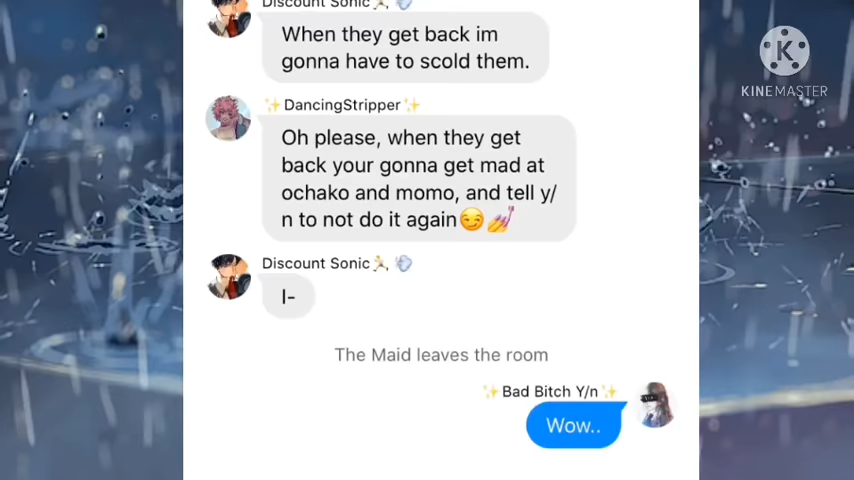 Discount Sonic🏃💨
When they get back im
gonna have to scold them.
KINEMASTER
✨DancingStripper✨
Oh please, when they get
back your gonna get mad at
ochako and momo, and tell y/
n to not do it again😏💅
Discount Sonic🏃💨
I-
The Maid leaves the room
✨Bad Bitch Y/n✨
Wow..